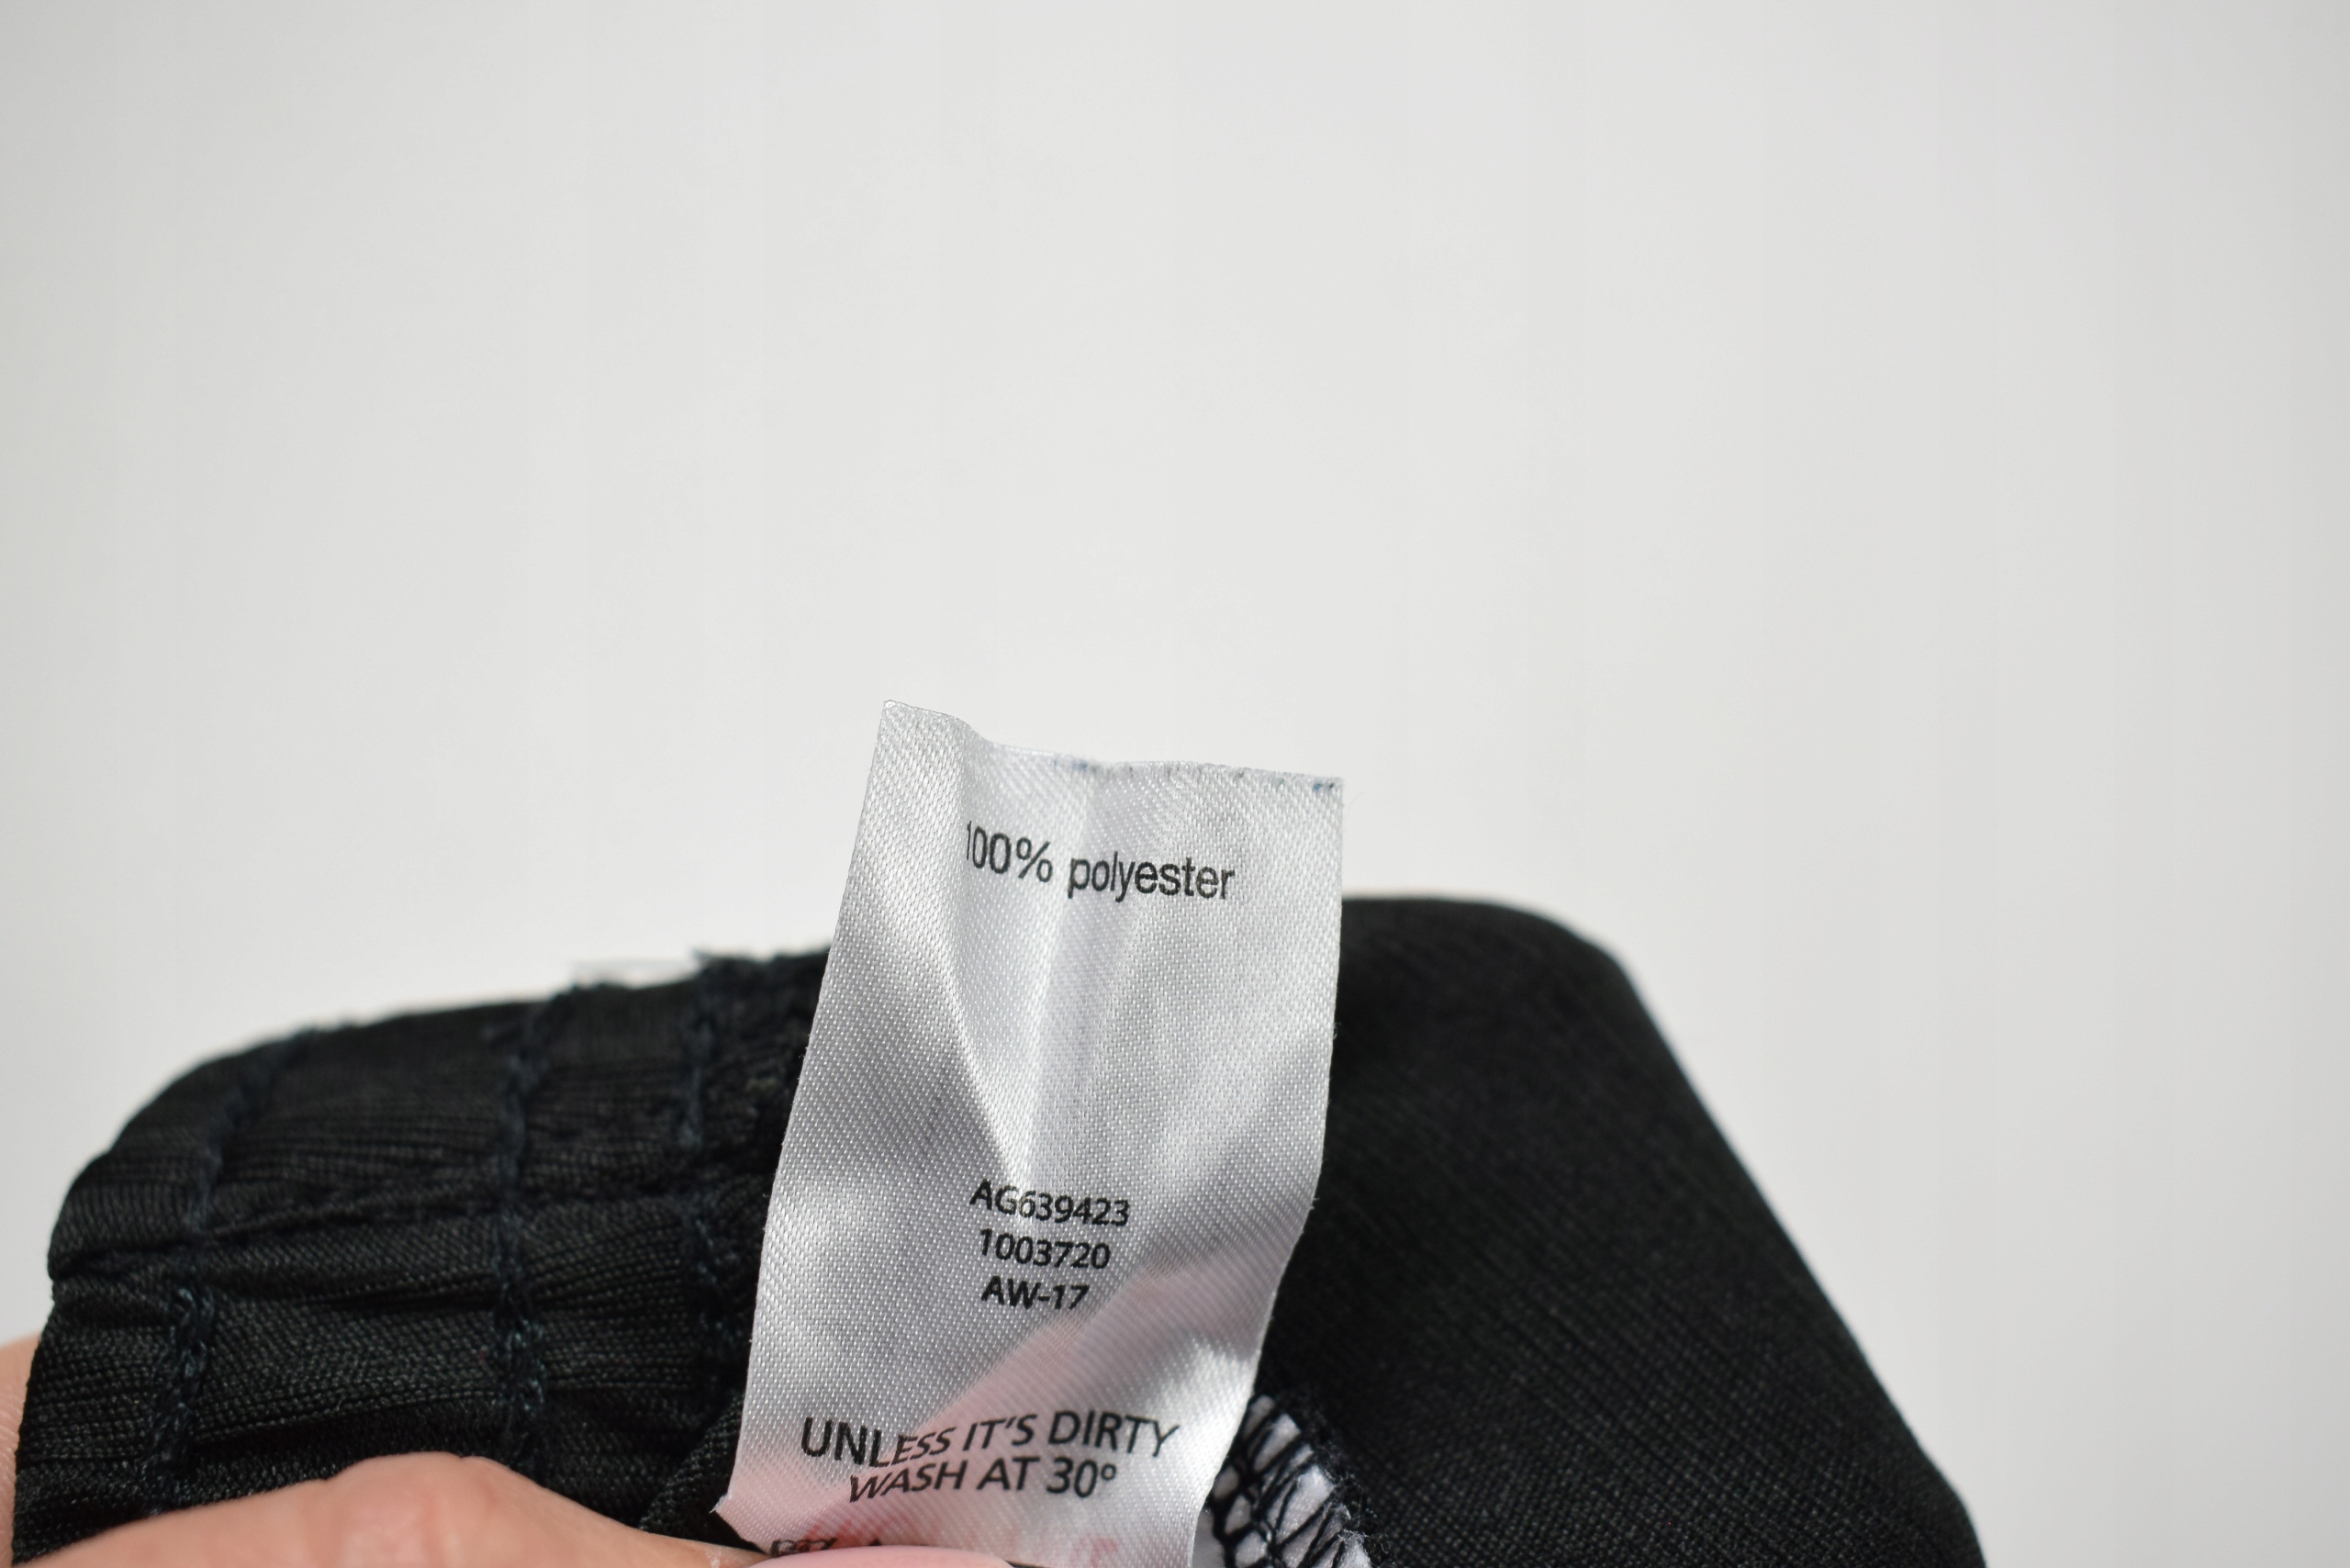 100% polyester
AG639423
1003720
AW-17
UNLESS IT'S DIRTY
WASH AT 30°